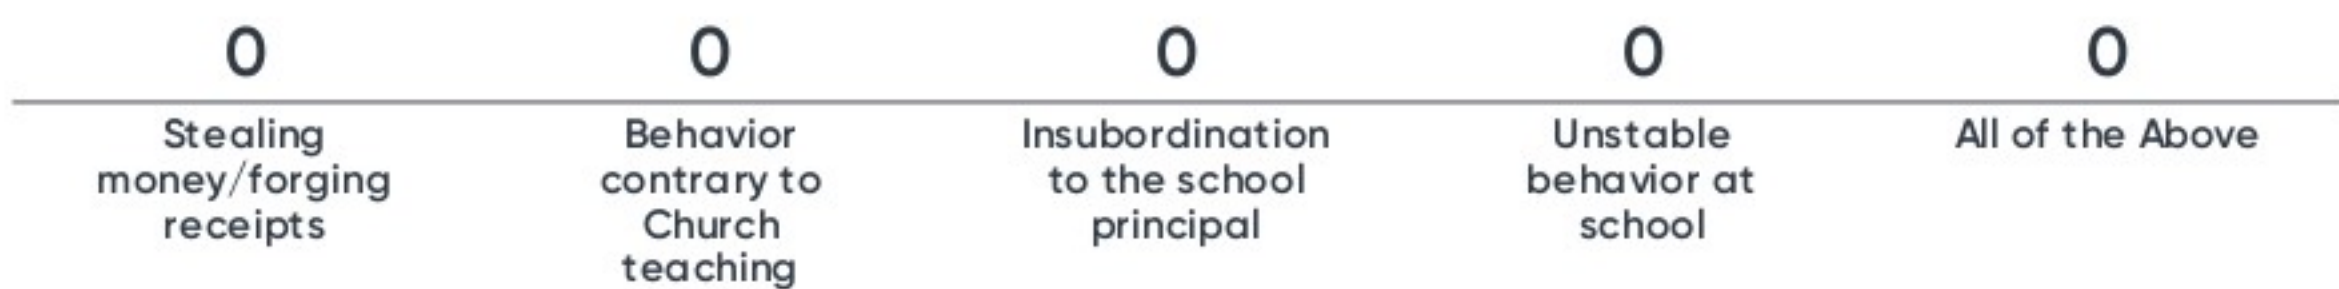 0 0 0 0 0
Stealing
money/forging
receipts
Behavior
contrary to
Church
teaching
Insubordination
to the school
principal
Unstable
behavior at
school
All of the Above